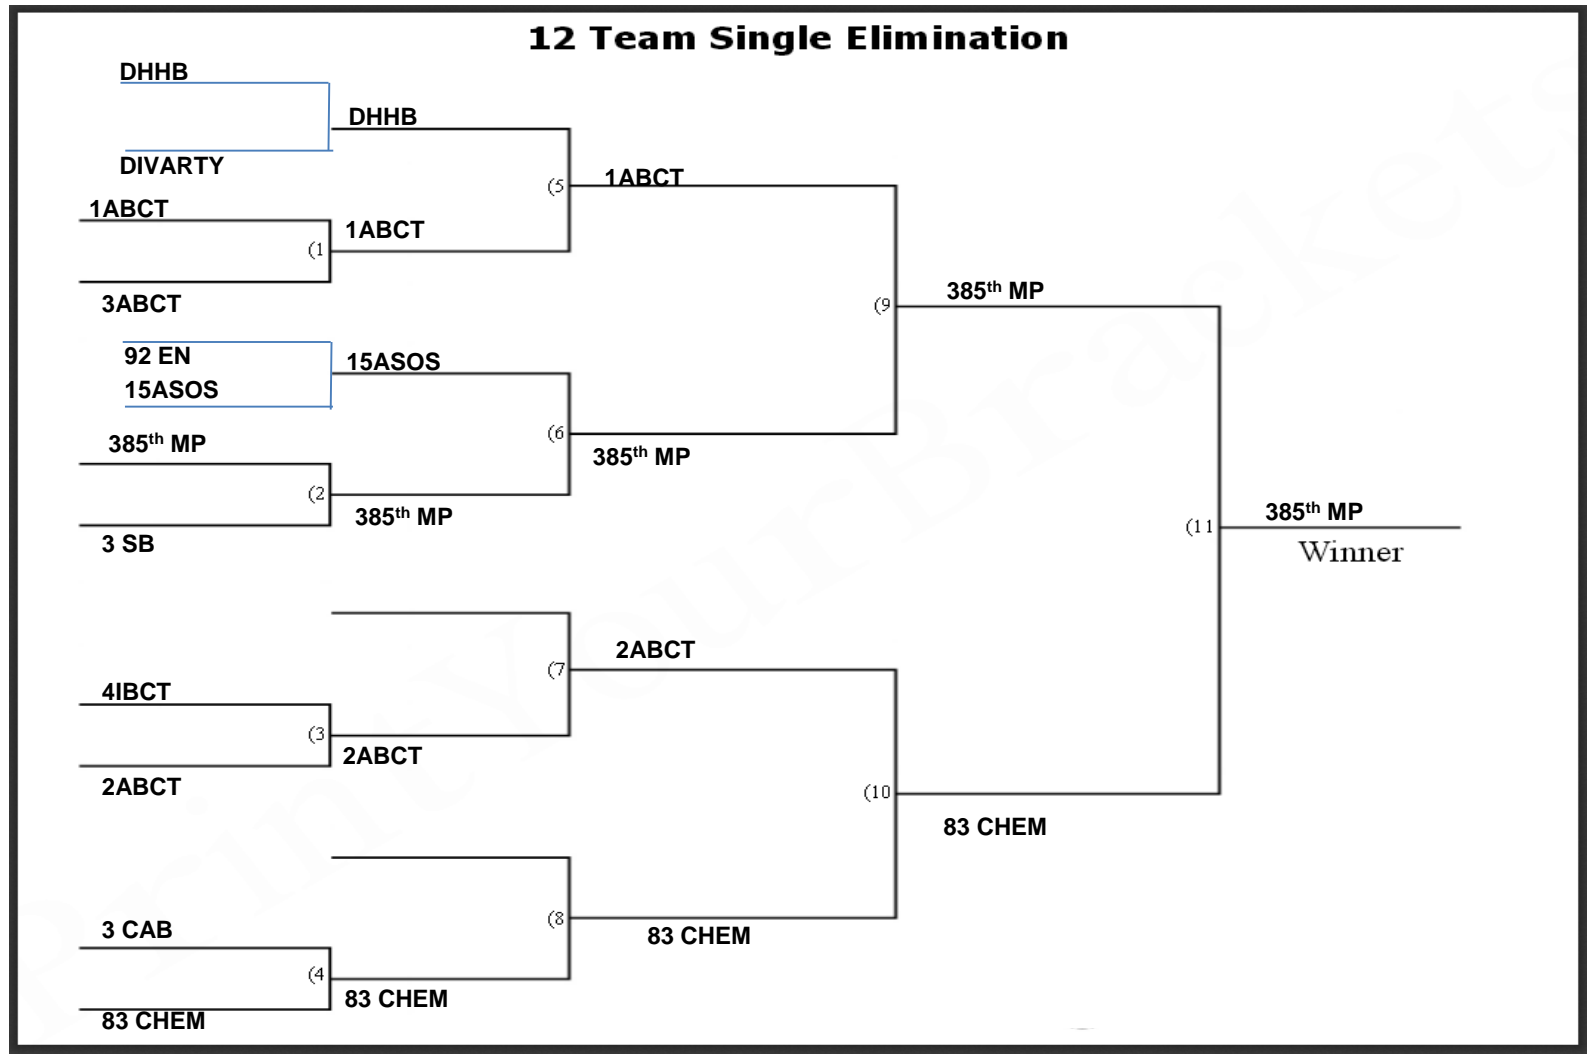 12 Team Single Elimination
DHHB
DHHB
DIVARTY
(5
1ABCT
1ABCT
1ABCT
(1
3ABCT
(9
385th MP
92 EN
15ASOS
15ASOS
385th MP
(6
385th MP
(2
385th MP
3 SB
(11
385th MP
Winner
2ABCT
(7
4IBCT
(3
2ABCT
2ABCT
(10
83 CHEM
3 CAB
(8
83 CHEM
(4
83 CHEM
83 CHEM
PrintYourBrackets